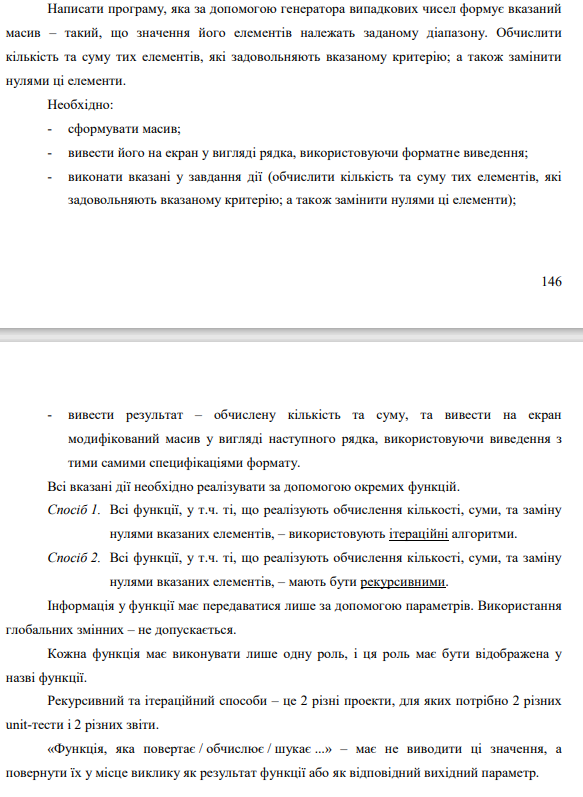 Написати програму, яка за допомогою генератора випадкових чисел формує вказаний
масив – такий, що значення його елементів належать заданому діапазону. Обчислити
кількість та суму тих елементів, які задовольняють вказаному критерію; а також замінити
нулями ці елементи.
Необхідно:
- сформувати масив;
- вивести його на екран у вигляді рядка, використовуючи форматне виведення;
- виконати вказані у завдання дії (обчислити кількість та суму тих елементів, які
задовольняють вказаному критерію; а також замінити нулями ці елементи);
146
- вивести результат – обчислену кількість та суму, та вивести на екран
модифікований масив у вигляді наступного рядка, використовуючи виведення з
тими самими специфікаціями формату.
Всі вказані дії необхідно реалізувати за допомогою окремих функцій.
Спосіб 1. Всі функції, у т.ч. ті, що реалізують обчислення кількості, суми, та заміну
нулями вказаних елементів, – використовують ітераційні алгоритми.
Спосіб 2. Всі функції, у т.ч. ті, що реалізують обчислення кількості, суми, та заміну
нулями вказаних елементів, – мають бути рекурсивними.
Інформація у функції має передаватися лише за допомогою параметрів. Використання
глобальних змінних – не допускається.
Кожна функція має виконувати лише одну роль, і ця роль має бути відображена у
назві функції.
Рекурсивний та ітераційний способи – це 2 різні проекти, для яких потрібно 2 різних
unit-тести і 2 різних звіти.
«Функція, яка повертає / обчислює / шукає ...» – має не виводити ці значення, а
повернути їх у місце виклику як результат функції або як відповідний вихідний параметр.